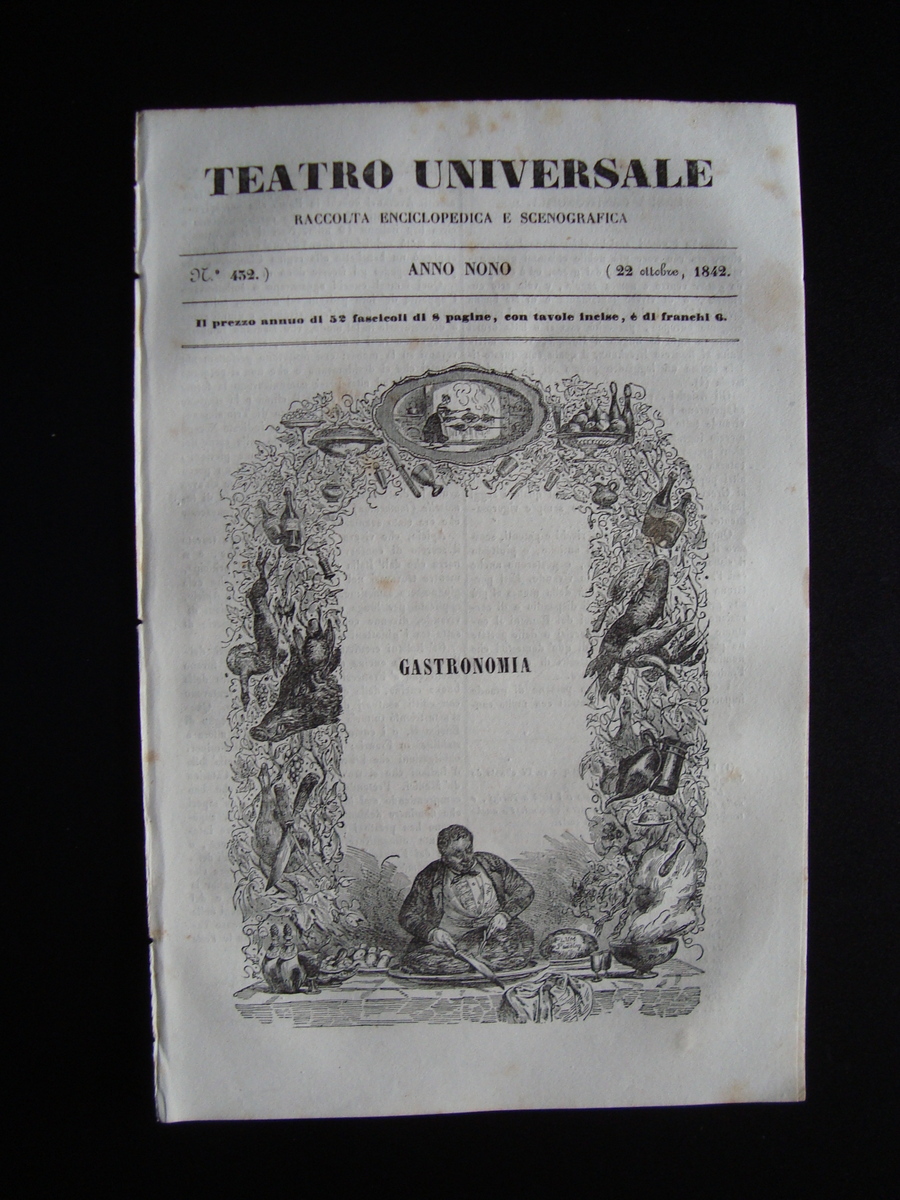 TEATRO UNIVERSALE
RACCOLTA ENCICLOPEDICA E SCENOGRAFICA
N.° 432.) ANNO NONO ( 22 ottobre, 1842.
Il prezzo annuo di 52 fascicoli di 8 pagine, con tavole incise, è di franchi 6.
GASTRONOMIA